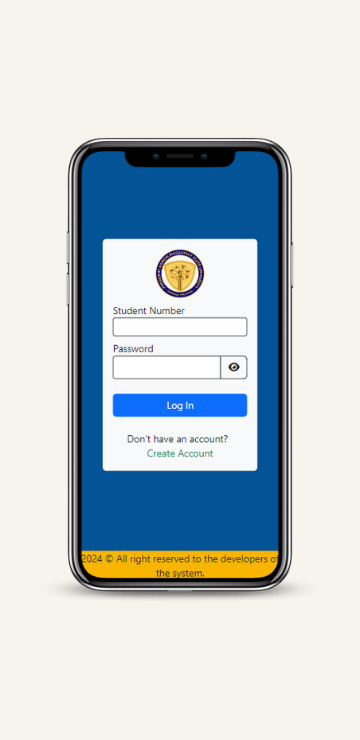 Student Number
Password
Log In
Don't have an account?
Create Account
2024 © All right reserved to the developers of
the system.